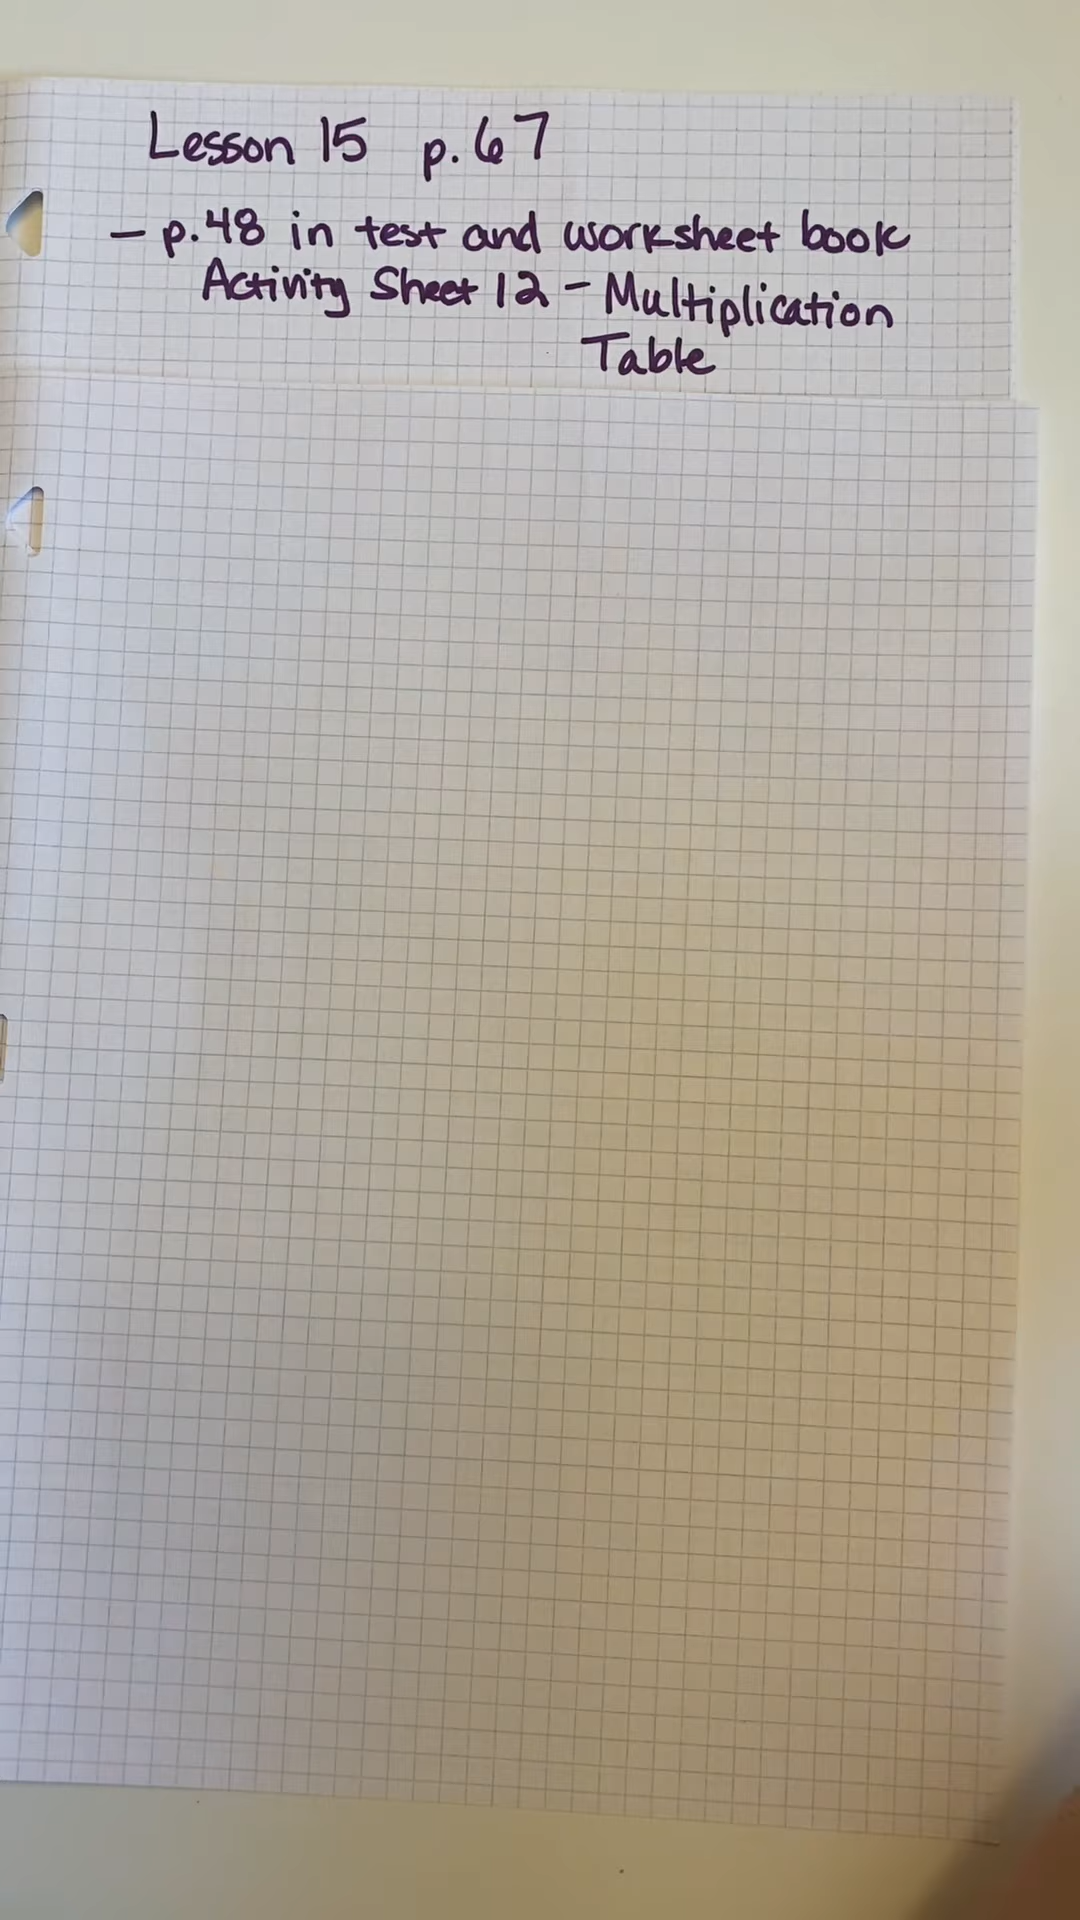 Lesson 15 p. 67
- p. 48 in test and worksheet book
Activity Sheet 12 - Multiplication
Table